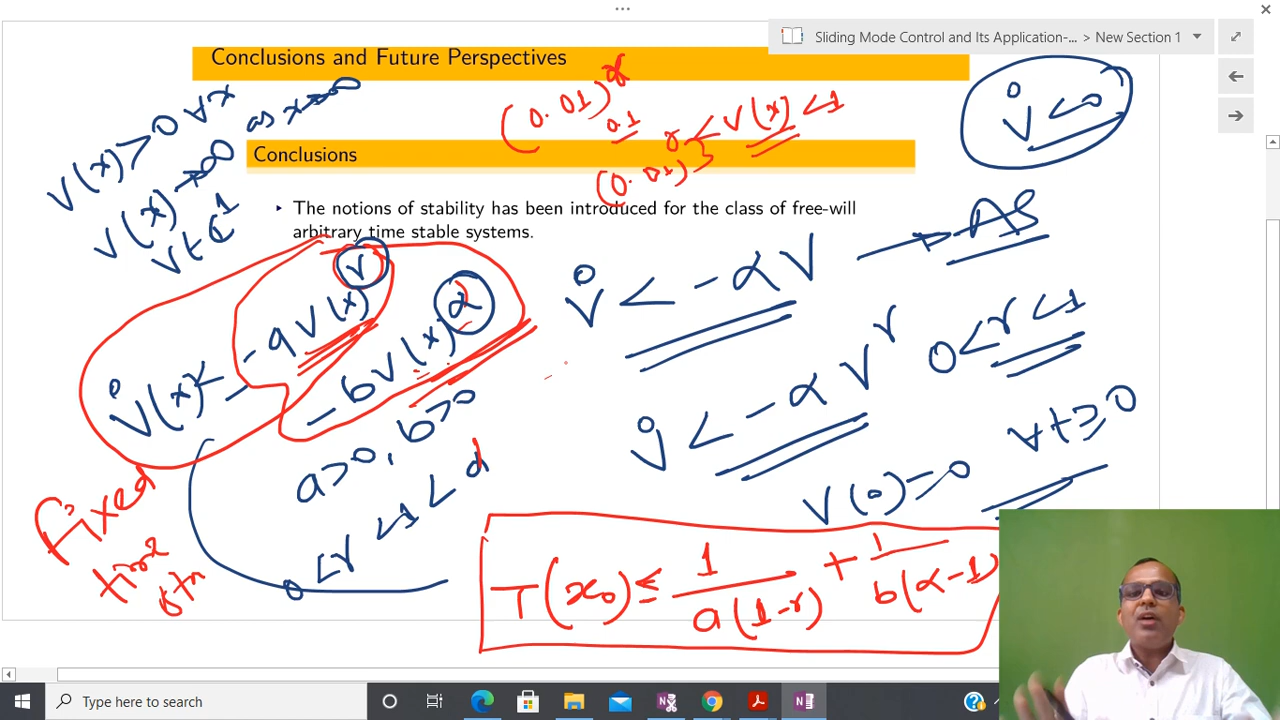 Sliding Mode Control and Its Application-... > New Section 1
Conclusions and Future Perspectives
V(x) > 0 ∀x
V(x) → ∞ as x→∞
V ∈ C¹
(0.01)^α
0.1
r < V(x) < 1
(0.01)
V̇ < 0
Conclusions
The notions of stability has been introduced for the class of free-will
arbitrary time stable systems.
V̇ < -αV → AS
V̇(x) < -aV(x)^r
-bV(x)^α
a>0, b>0
0<r<1<α
V̇ < -αV^r 0<r<1
V(0)=0 ∀t≥0
Fixed
time
T(x₀) ≤ 1/a(1-r) + 1/b(α-1)
Type here to search